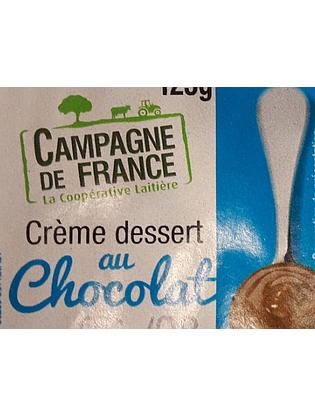 125g
CAMPAGNE
DE FRANCE
La Coopérative Laitière
Crème dessert
au
Chocolat